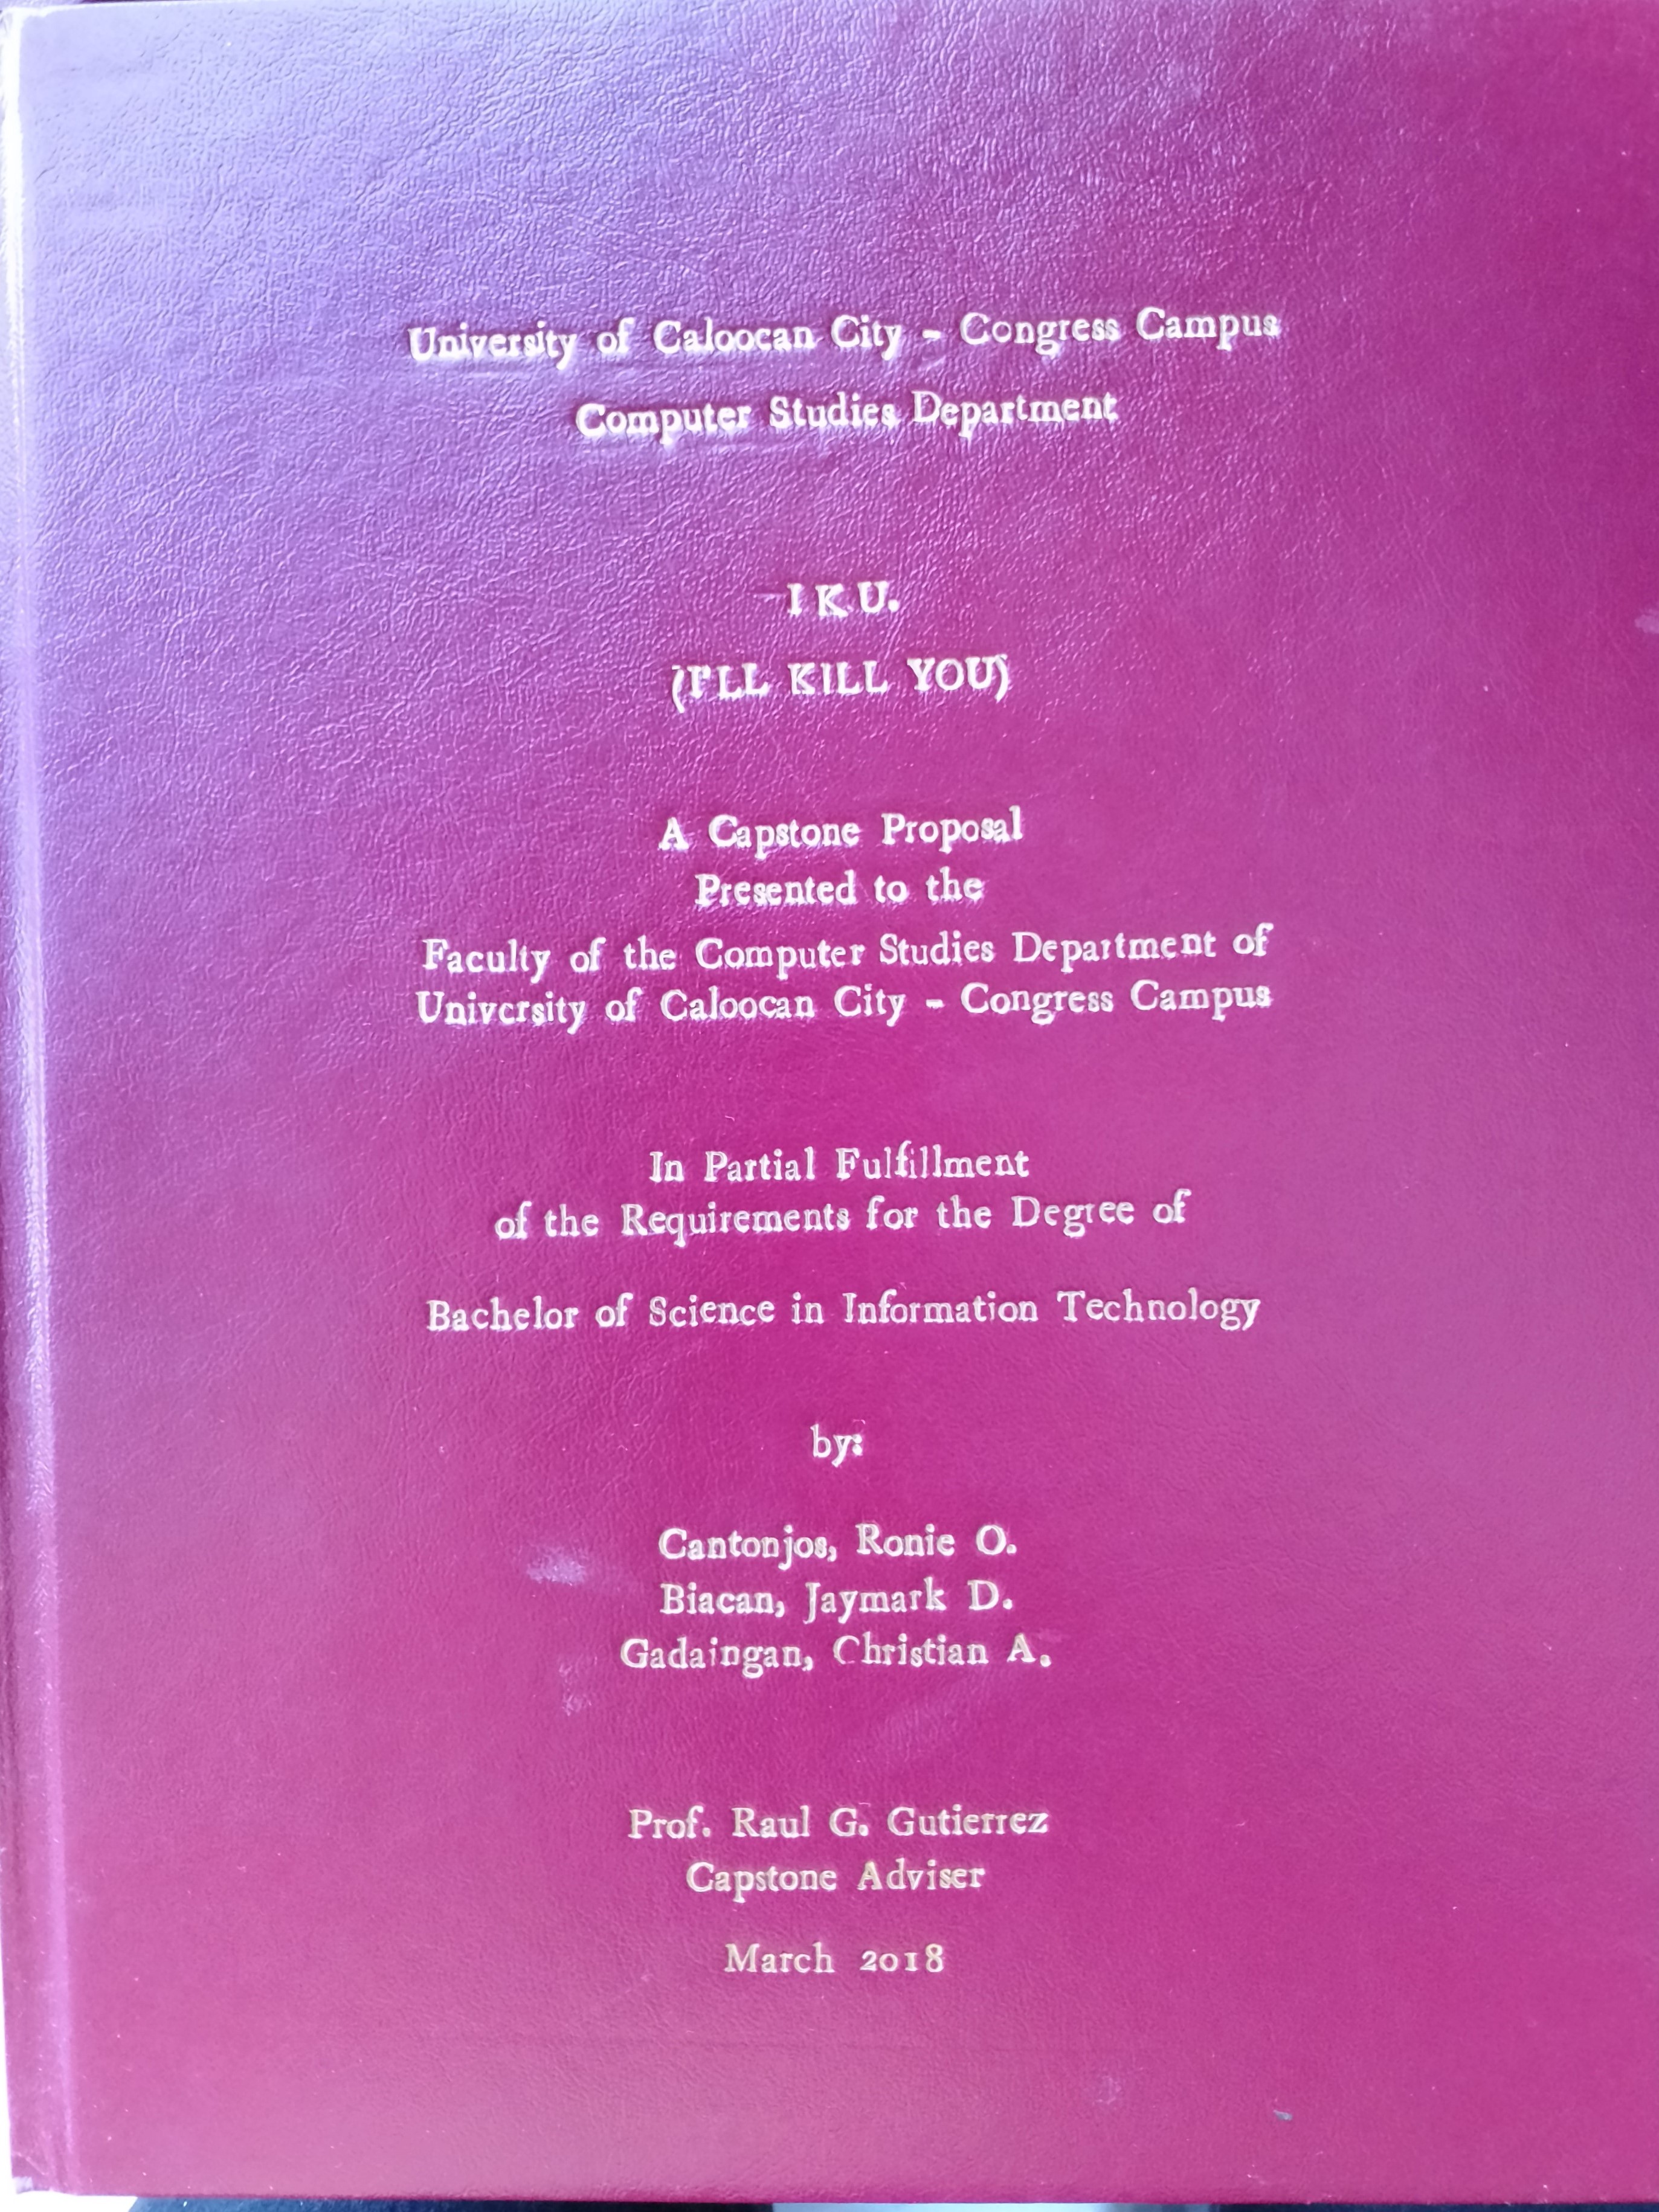 University of Caloocan City - Congress Campus
Computer Studies Department
I K U.
(I'LL KILL YOU)
A Capstone Proposal
Presented to the
Faculty of the Computer Studies Department of
University of Caloocan City - Congress Campus
In Partial Fulfillment
of the Requirements for the Degree of
Bachelor of Science in Information Technology
by:
Cantonjos, Ronie O.
Biacan, Jaymark D.
Gadaingan, Christian A.
Prof. Raul G. Gutierrez
Capstone Adviser
March 2018